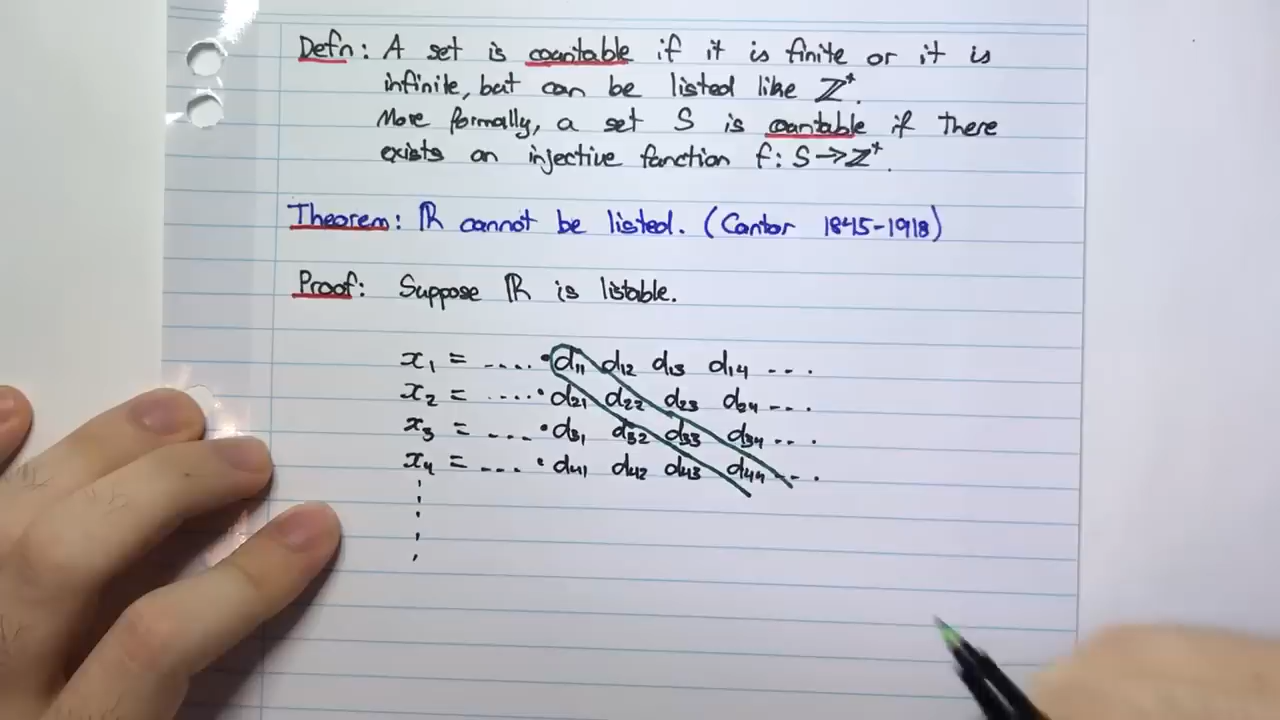 Defn: A set is countable if it is finite or it is
infinite, but can be listed like ℤ⁺.
More formally, a set S is countable if there
exists an injective function f: S→ℤ⁺.
Theorem: ℝ cannot be listed. (Cantor 1845-1918)
Proof: Suppose ℝ is listable.
x₁ = ....•d₁₁ d₁₂ d₁₃ d₁₄ ...
x₂ = ....•d₂₁ d₂₂ d₂₃ d₂₄ ...
x₃ = ....•d₃₁ d₃₂ d₃₃ d₃₄ ...
x₄ = ....•d₄₁ d₄₂ d₄₃ d₄₄ ...